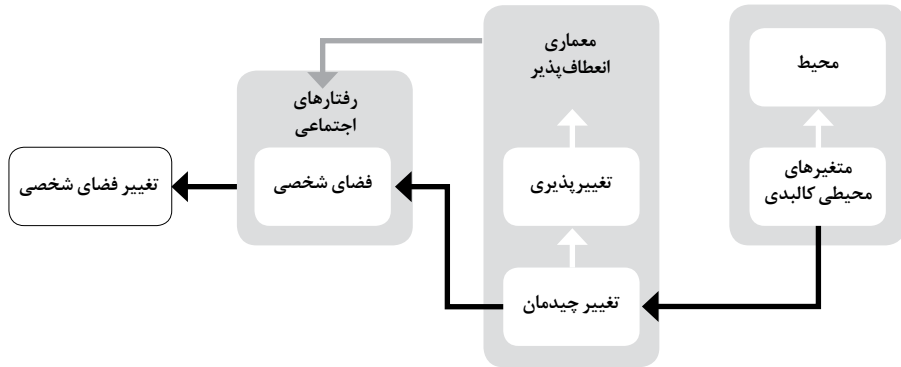 محیط
متغیرهای
محیطی کالبدی
معماری
انعطاف‌پذیر
تغییرپذیری
تغییر چیدمان
رفتارهای
اجتماعی
فضای شخصی
تغییر فضای شخصی